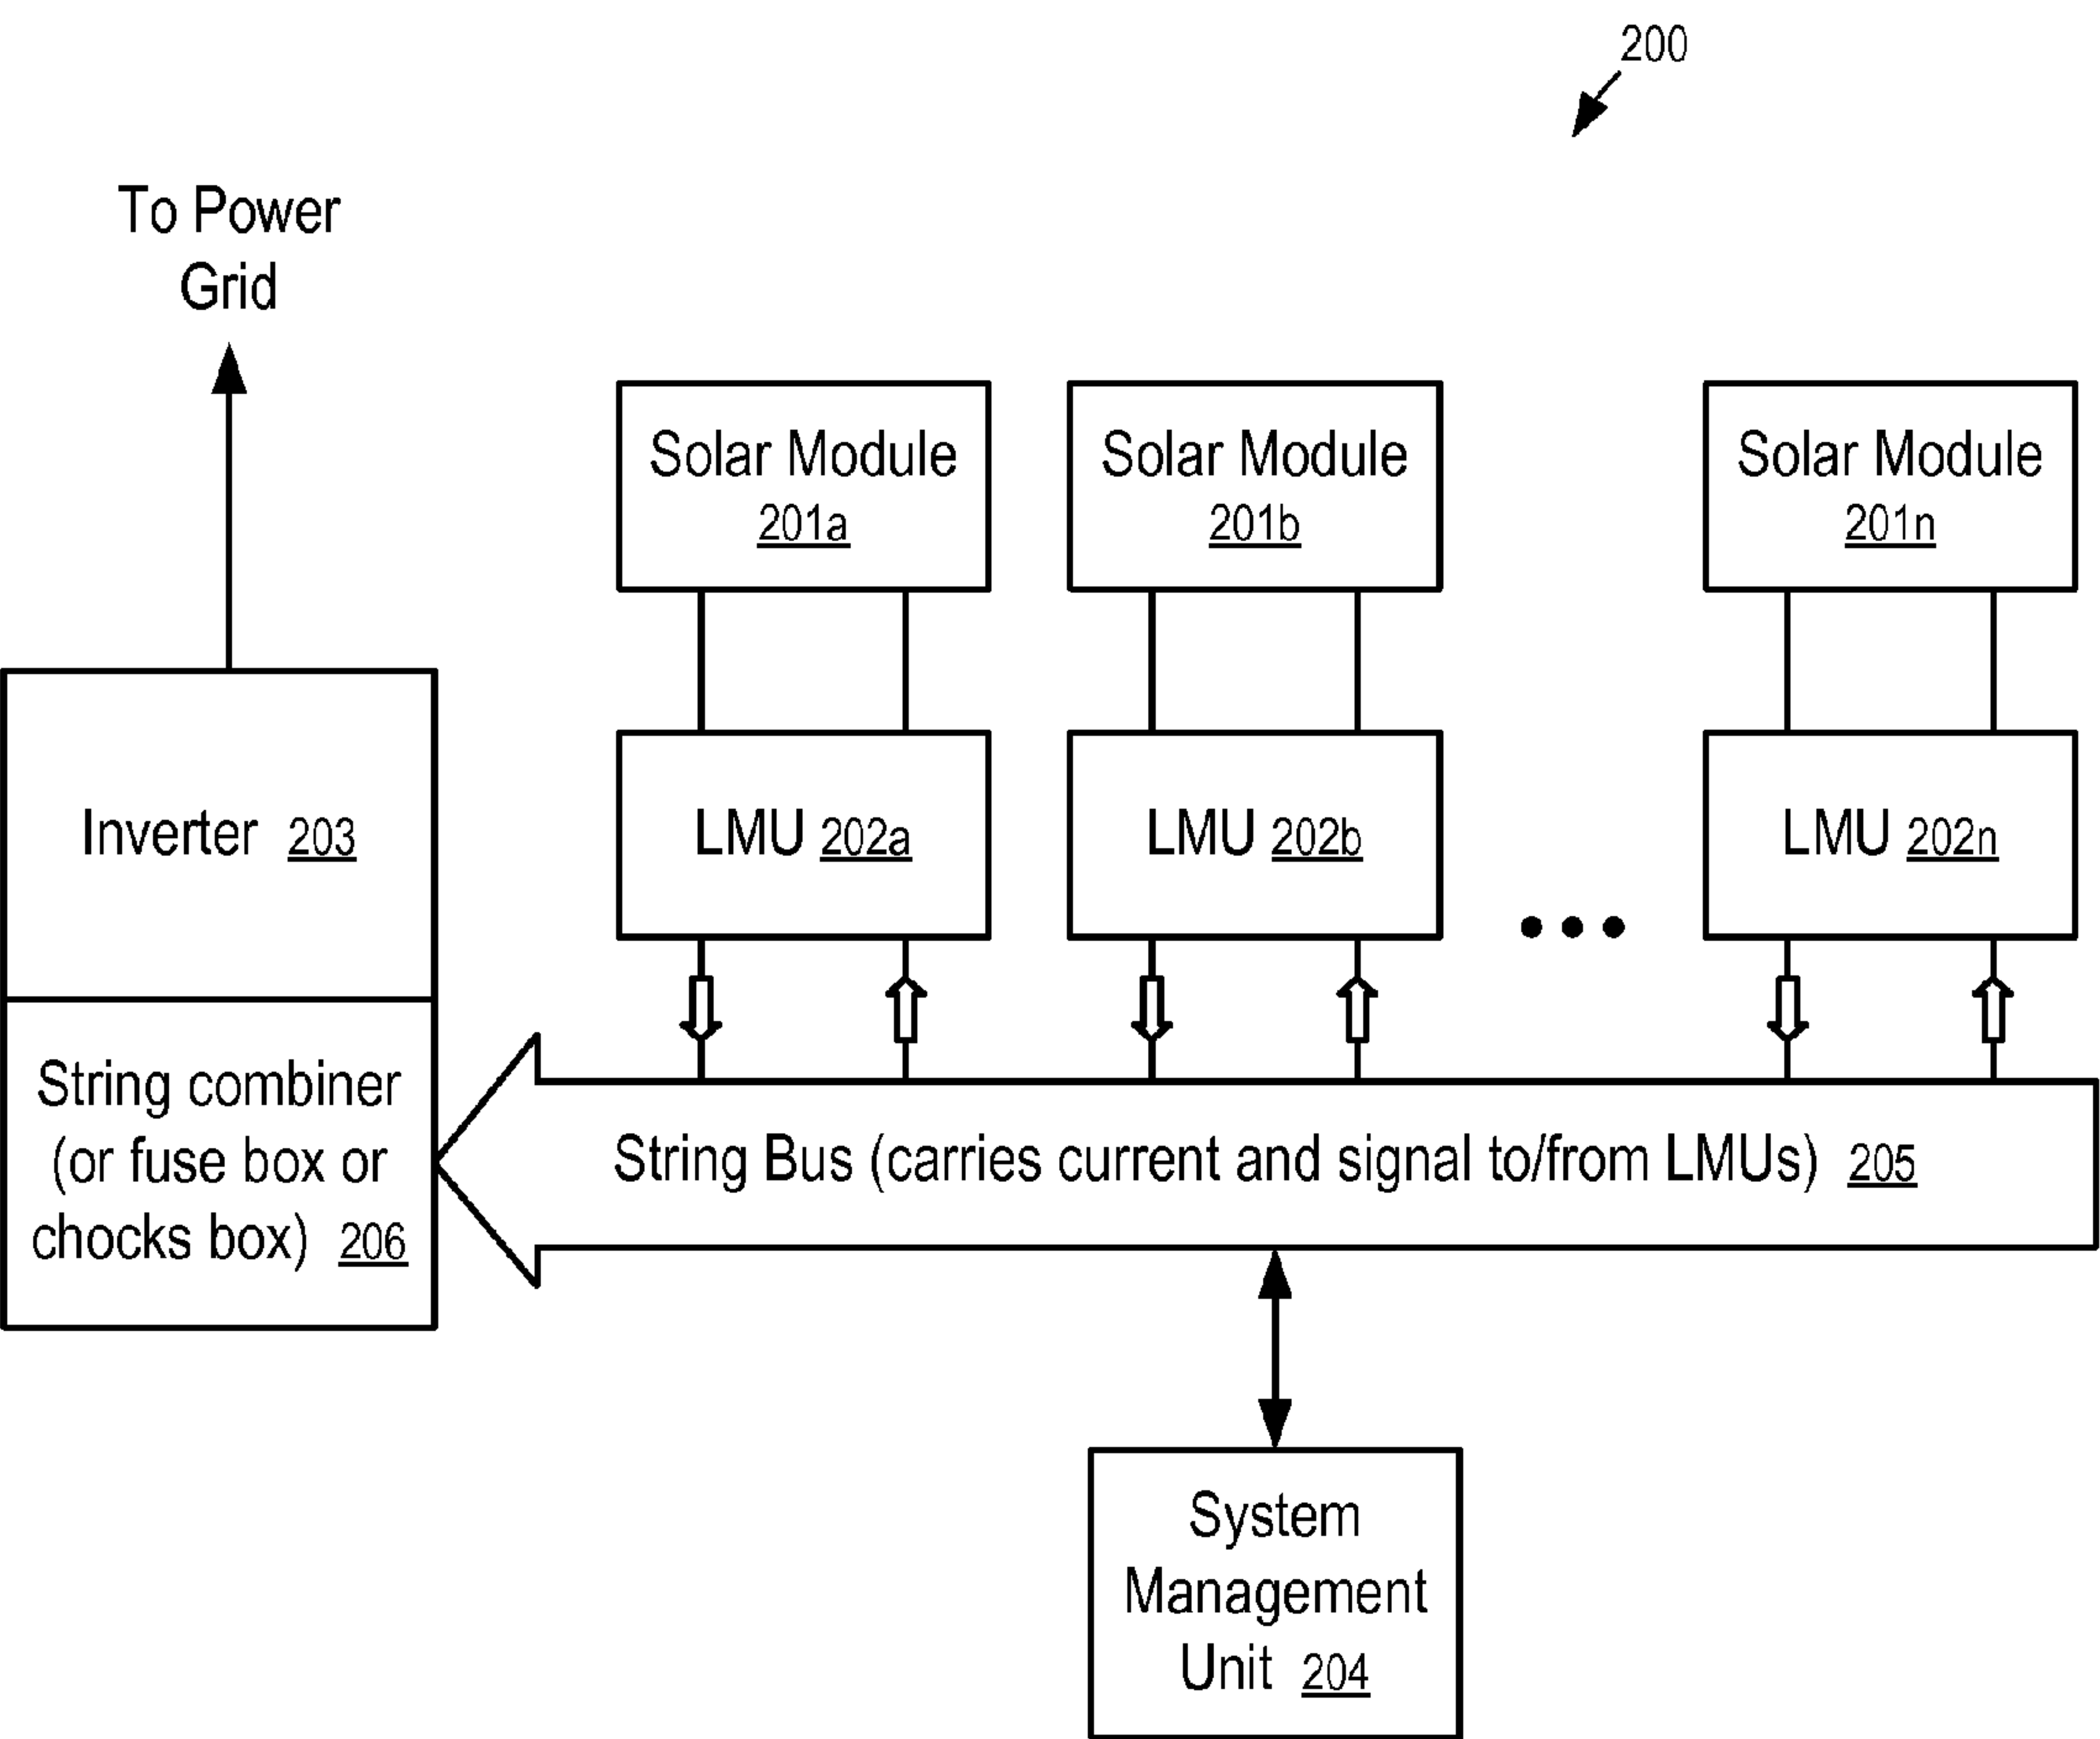 200
To Power
Grid
Solar Module
201a
Solar Module
201b
Solar Module
201n
Inverter 203
LMU 202a
LMU 202b
LMU 202n
String combiner
(or fuse box or
chocks box) 206
String Bus (carries current and signal to/from LMUs) 205
System
Management
Unit 204